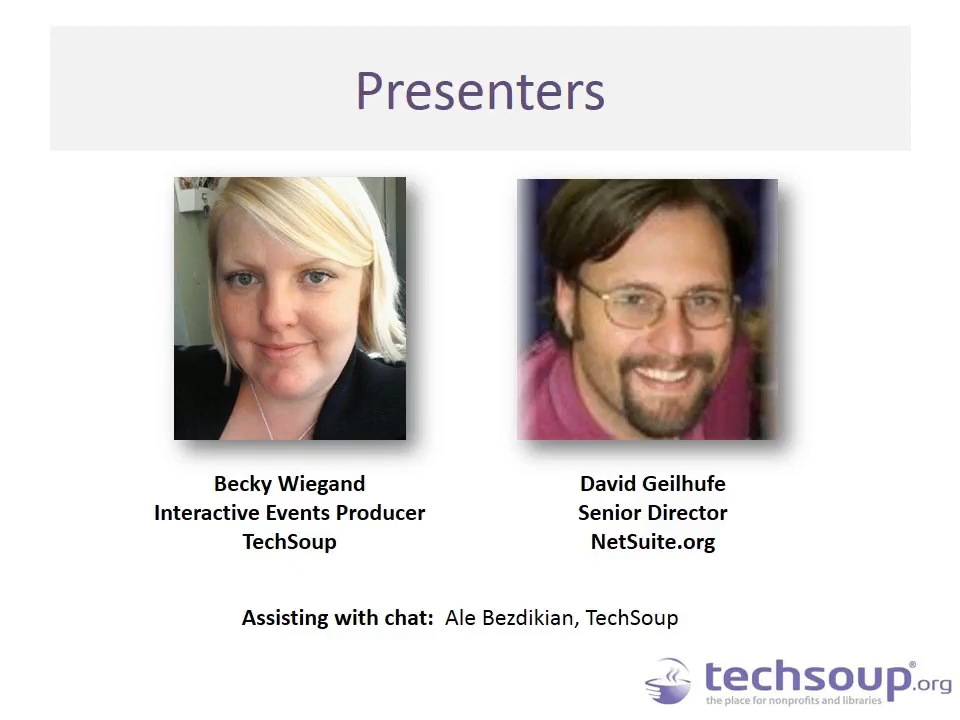 Presenters
Becky Wiegand
Interactive Events Producer
TechSoup
David Geilhufe
Senior Director
NetSuite.org
Assisting with chat: Ale Bezdikian, TechSoup
techsoup®.org
the place for nonprofits and libraries